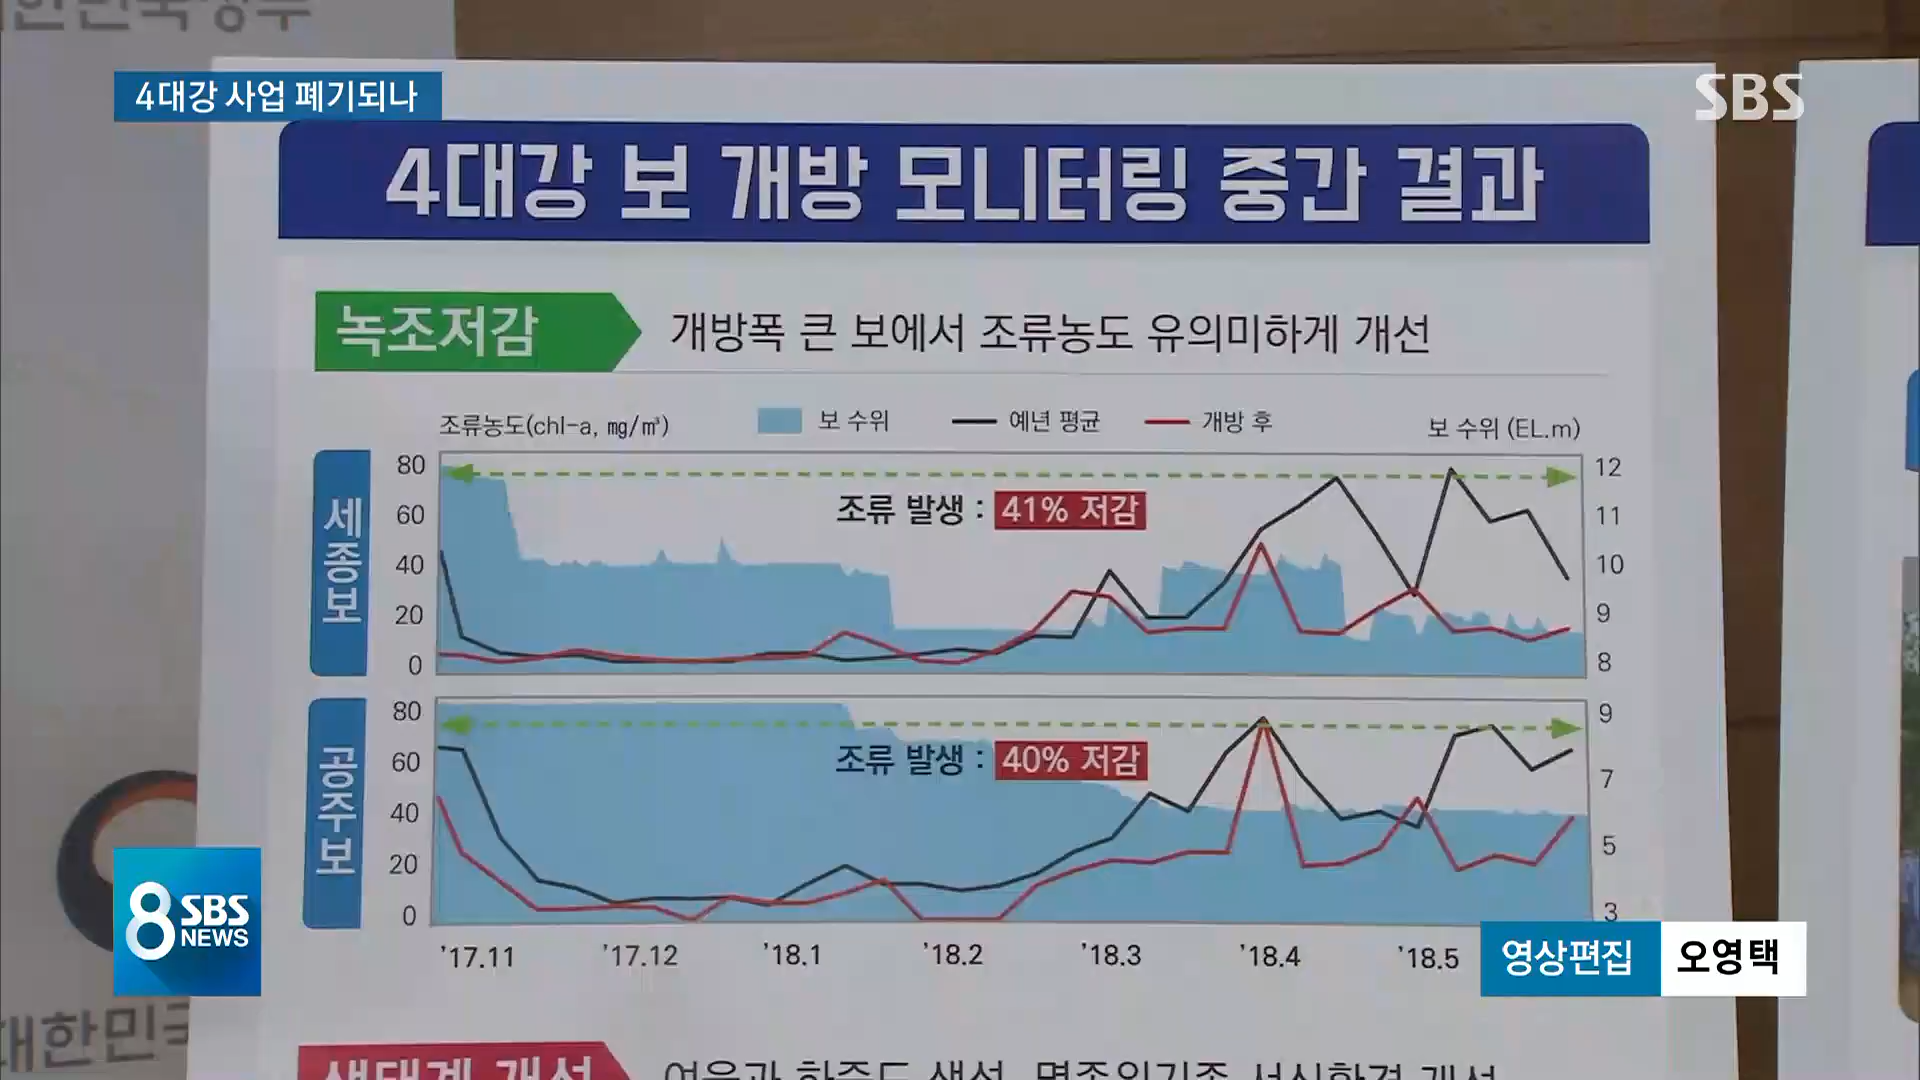 4대강 사업 폐기되나
SBS
4대강 보 개방 모니터링 중간 결과
녹조저감
개방폭 큰 보에서 조류농도 유의미하게 개선
조류농도(chl-a, mg/m³)
보 수위
예년 평균
개방 후
보 수위 (EL.m)
세종보
80
60
40
20
0
조류 발생 : 41% 저감
12
11
10
9
8
공주보
80
60
40
20
0
조류 발생 : 40% 저감
9
7
5
3
'17.11 '17.12 '18.1 '18.2 '18.3 '18.4 '18.5
8 SBS NEWS
영상편집 오영택
생태계 개선